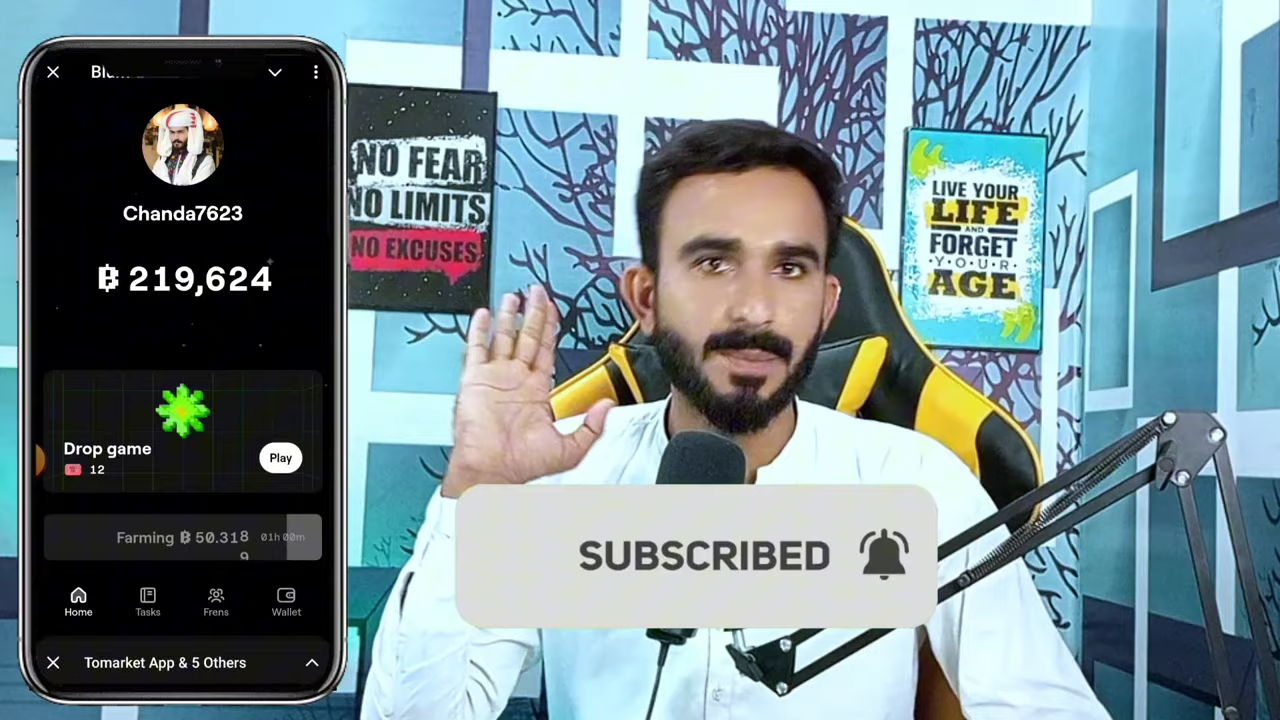 Chanda7623
฿ 219,624
Drop game
12
Play
Farming ฿ 50.318
01h 00m
Home
Tasks
Frens
Wallet
Tomarket App & 5 Others
NO FEAR
NO LIMITS
NO EXCUSES
LIVE YOUR
LIFE
AND
FORGET
YOUR
AGE
SUBSCRIBED